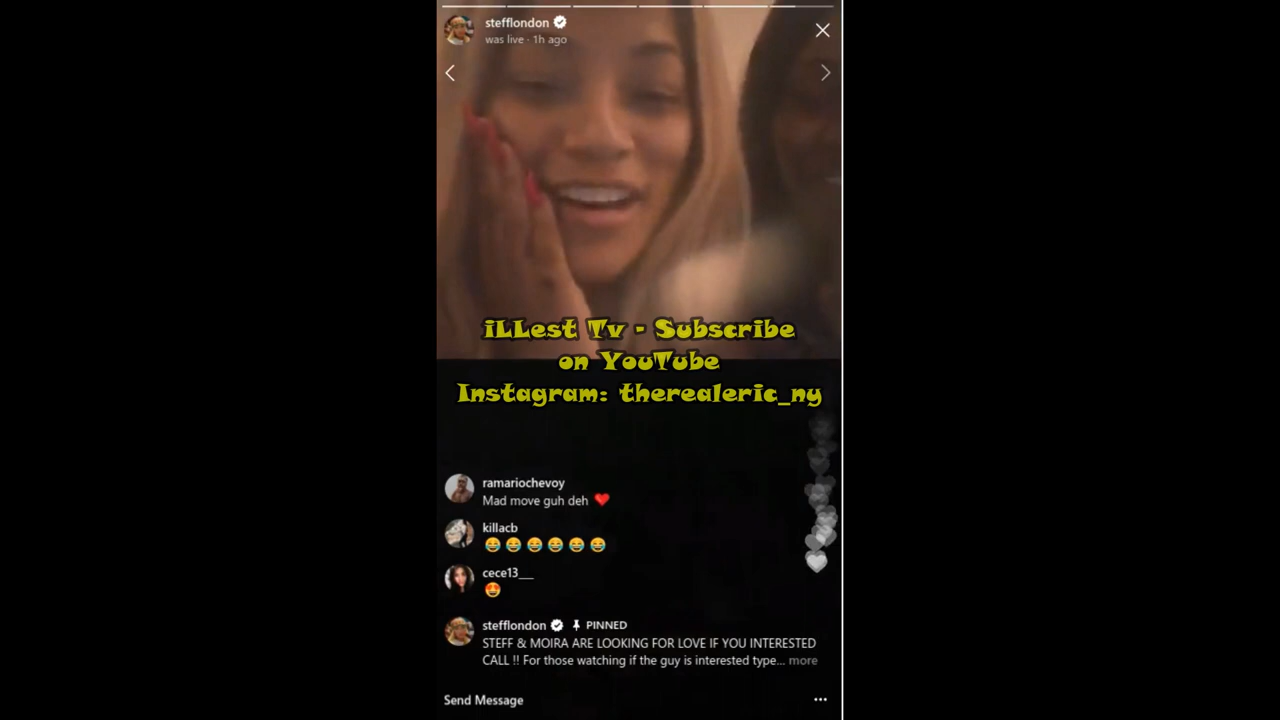 stefflondon
was live · 1h ago
iLLest Tv - Subscribe
on YouTube
Instagram: therealeric_ny
ramariochevoy
Mad move guh deh ❤️
killacb
😂😂😂😂😂😂
cece13__
🤩
stefflondon PINNED
STEFF & MOIRA ARE LOOKING FOR LOVE IF YOU INTERESTED
CALL !! For those watching if the guy is interested type... more
Send Message